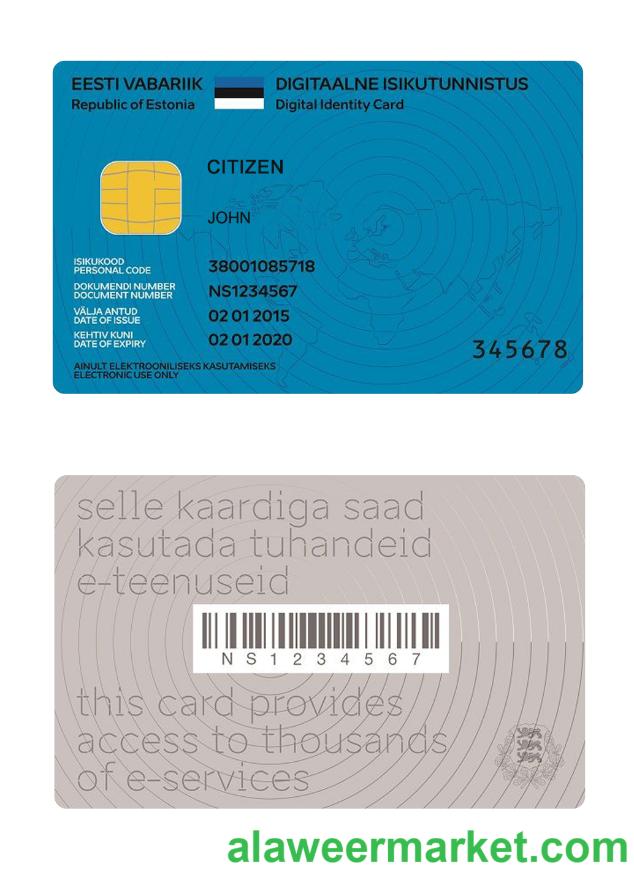 EESTI VABARIIK DIGITAALNE ISIKUTUNNISTUS
Republic of Estonia Digital Identity Card
CITIZEN
JOHN
ISIKUKOOD
PERSONAL CODE 38001085718
DOKUMENDI NUMBER
DOCUMENT NUMBER NS1234567
VÄLJA ANTUD
DATE OF ISSUE 02 01 2015
KEHTIV KUNI
DATE OF EXPIRY 02 01 2020
345678
AINULT ELEKTROONILISEKS KASUTAMISEKS
ELECTRONIC USE ONLY
selle kaardiga saad
kasutada tuhandeid
e-teenuseid
NS1234567
this card provides
access to thousands
of e-services
alaweermarket.com